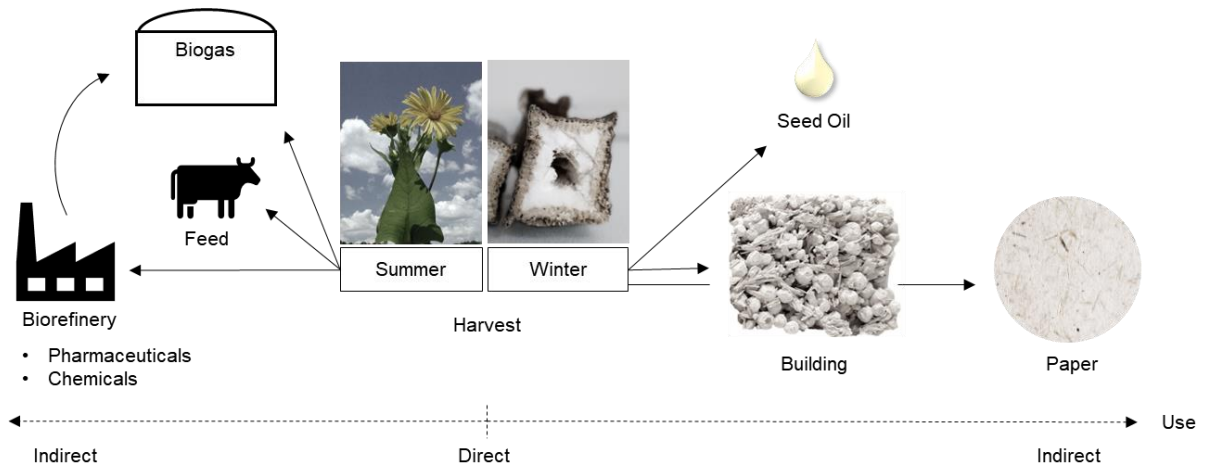 Biogas
Seed Oil
Feed
Summer
Winter
Biorefinery
Harvest
• Pharmaceuticals
• Chemicals
Building
Paper
Use
Indirect
Direct
Indirect